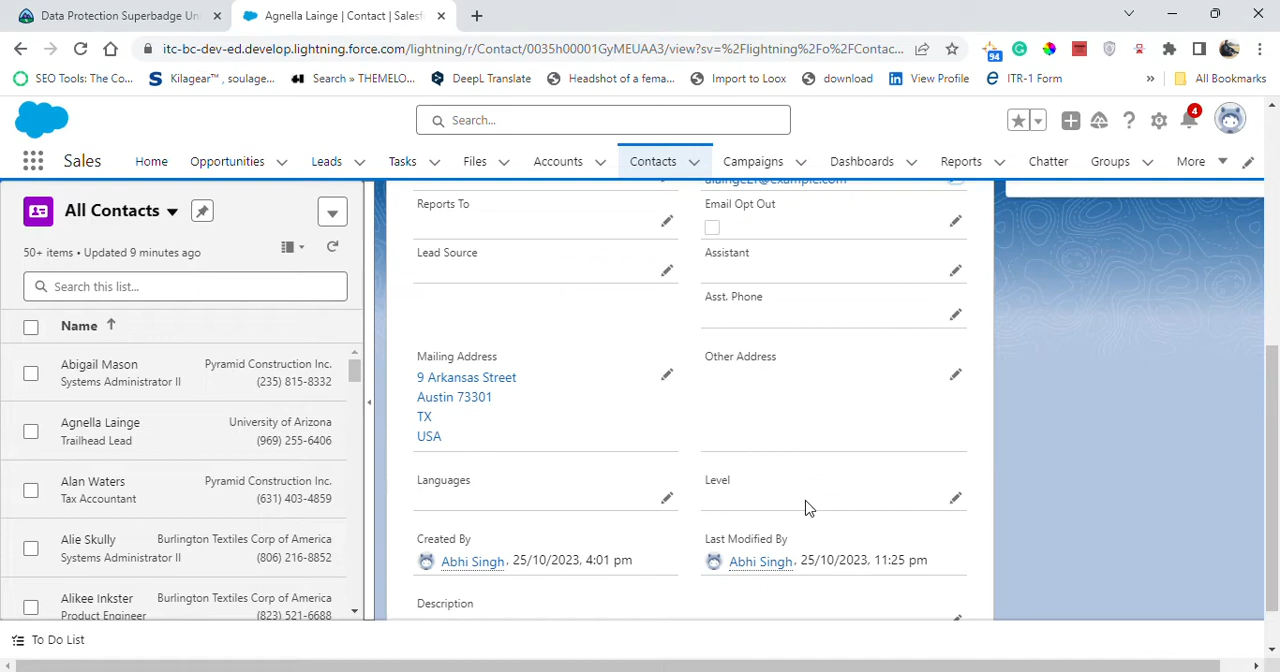 Data Protection Superbadge Un
Agnella Lainge | Contact | Salesf
itc-bc-dev-ed.develop.lightning.force.com/lightning/r/Contact/0035h00001GyMEUAA3/view?sv=%2Flightning%2Fo%2FContac...
94
SEO Tools: The Co...
Kilagear™ , soulage...
Search » THEMELO...
DeepL Translate
Headshot of a fema...
Import to Loox
download
View Profile
ITR-1 Form
»
All Bookmarks
Search...
4
Sales
Home
Opportunities
Leads
Tasks
Files
Accounts
Contacts
Campaigns
Dashboards
Reports
Chatter
Groups
More
All Contacts
50+ items • Updated 9 minutes ago
Search this list...
Name
Abigail Mason
Pyramid Construction Inc.
Systems Administrator II
(235) 815-8332
Agnella Lainge
University of Arizona
Trailhead Lead
(969) 255-6406
Alan Waters
Pyramid Construction Inc.
Tax Accountant
(631) 403-4859
Alie Skully
Burlington Textiles Corp of America
Systems Administrator II
(806) 216-8852
Alikee Inkster
Burlington Textiles Corp of America
Product Engineer
(823) 521-6688
Reports To
Email Opt Out
Lead Source
Assistant
Asst. Phone
Mailing Address
Other Address
9 Arkansas Street
Austin 73301
TX
USA
Languages
Level
Created By
Last Modified By
Abhi Singh, 25/10/2023, 4:01 pm
Abhi Singh, 25/10/2023, 11:25 pm
Description
To Do List